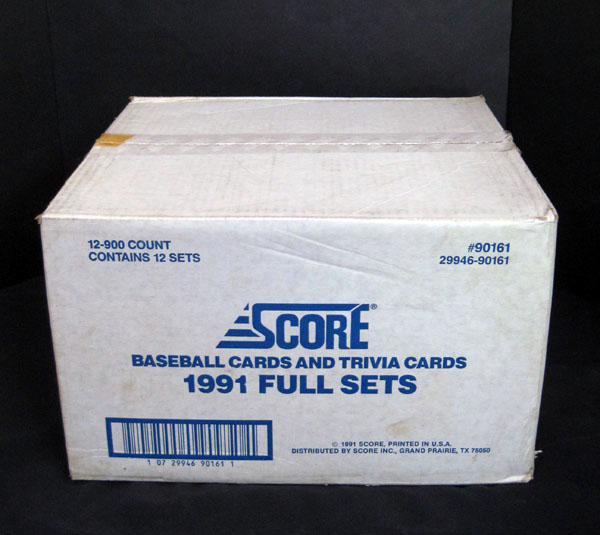 12-900 COUNT
CONTAINS 12 SETS
#90161
29946-90161
SCORE®
BASEBALL CARDS AND TRIVIA CARDS
1991 FULL SETS
1 07 29946 90161 1
© 1991 SCORE, PRINTED IN U.S.A.
DISTRIBUTED BY SCORE INC., GRAND PRAIRIE, TX 75050